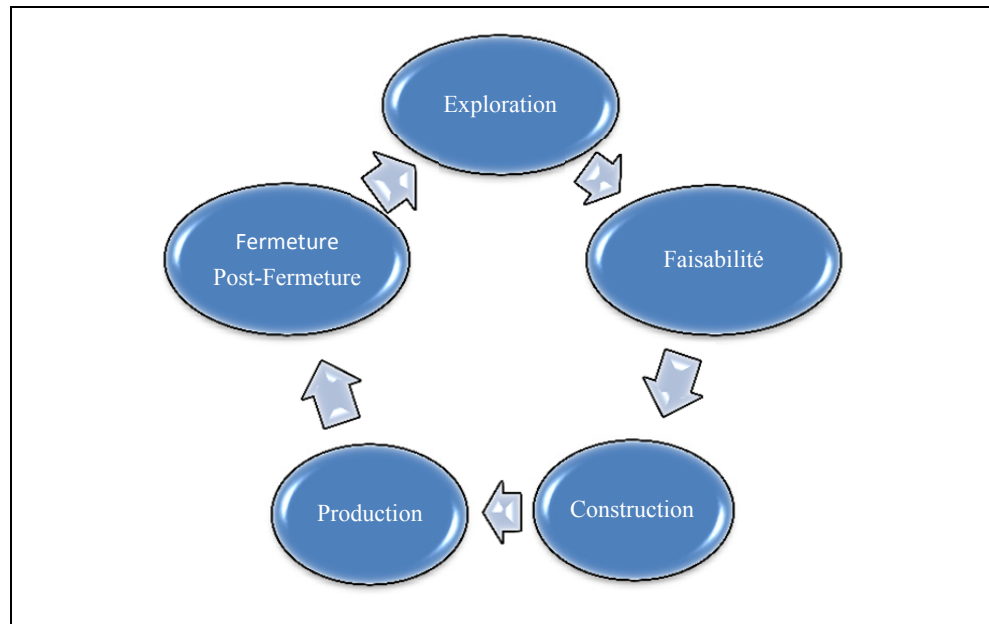 Exploration
Faisabilité
Construction
Production
Fermeture
Post-Fermeture